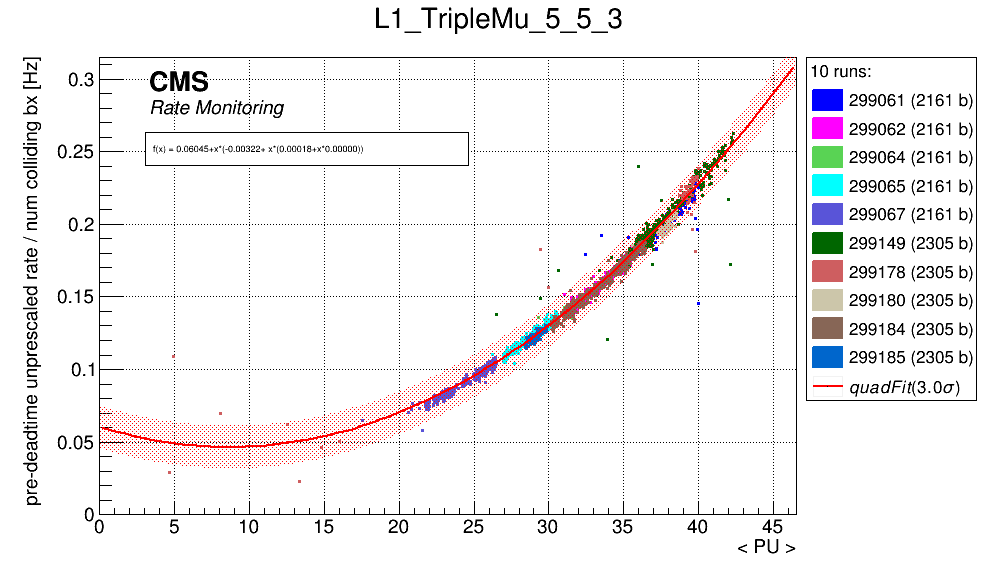 L1_TripleMu_5_5_3
pre-deadtime unprescaled rate / num colliding bx [Hz]
CMS
Rate Monitoring
f(x) = 0.06045+x*(-0.00322+ x*(0.00018+x*0.00000))
0.3
0.25
0.2
0.15
0.1
0.05
0
0 5 10 15 20 25 30 35 40 45
< PU >
10 runs:
299061 (2161 b)
299062 (2161 b)
299064 (2161 b)
299065 (2161 b)
299067 (2161 b)
299149 (2305 b)
299178 (2305 b)
299180 (2305 b)
299184 (2305 b)
299185 (2305 b)
quadFit(3.0σ)